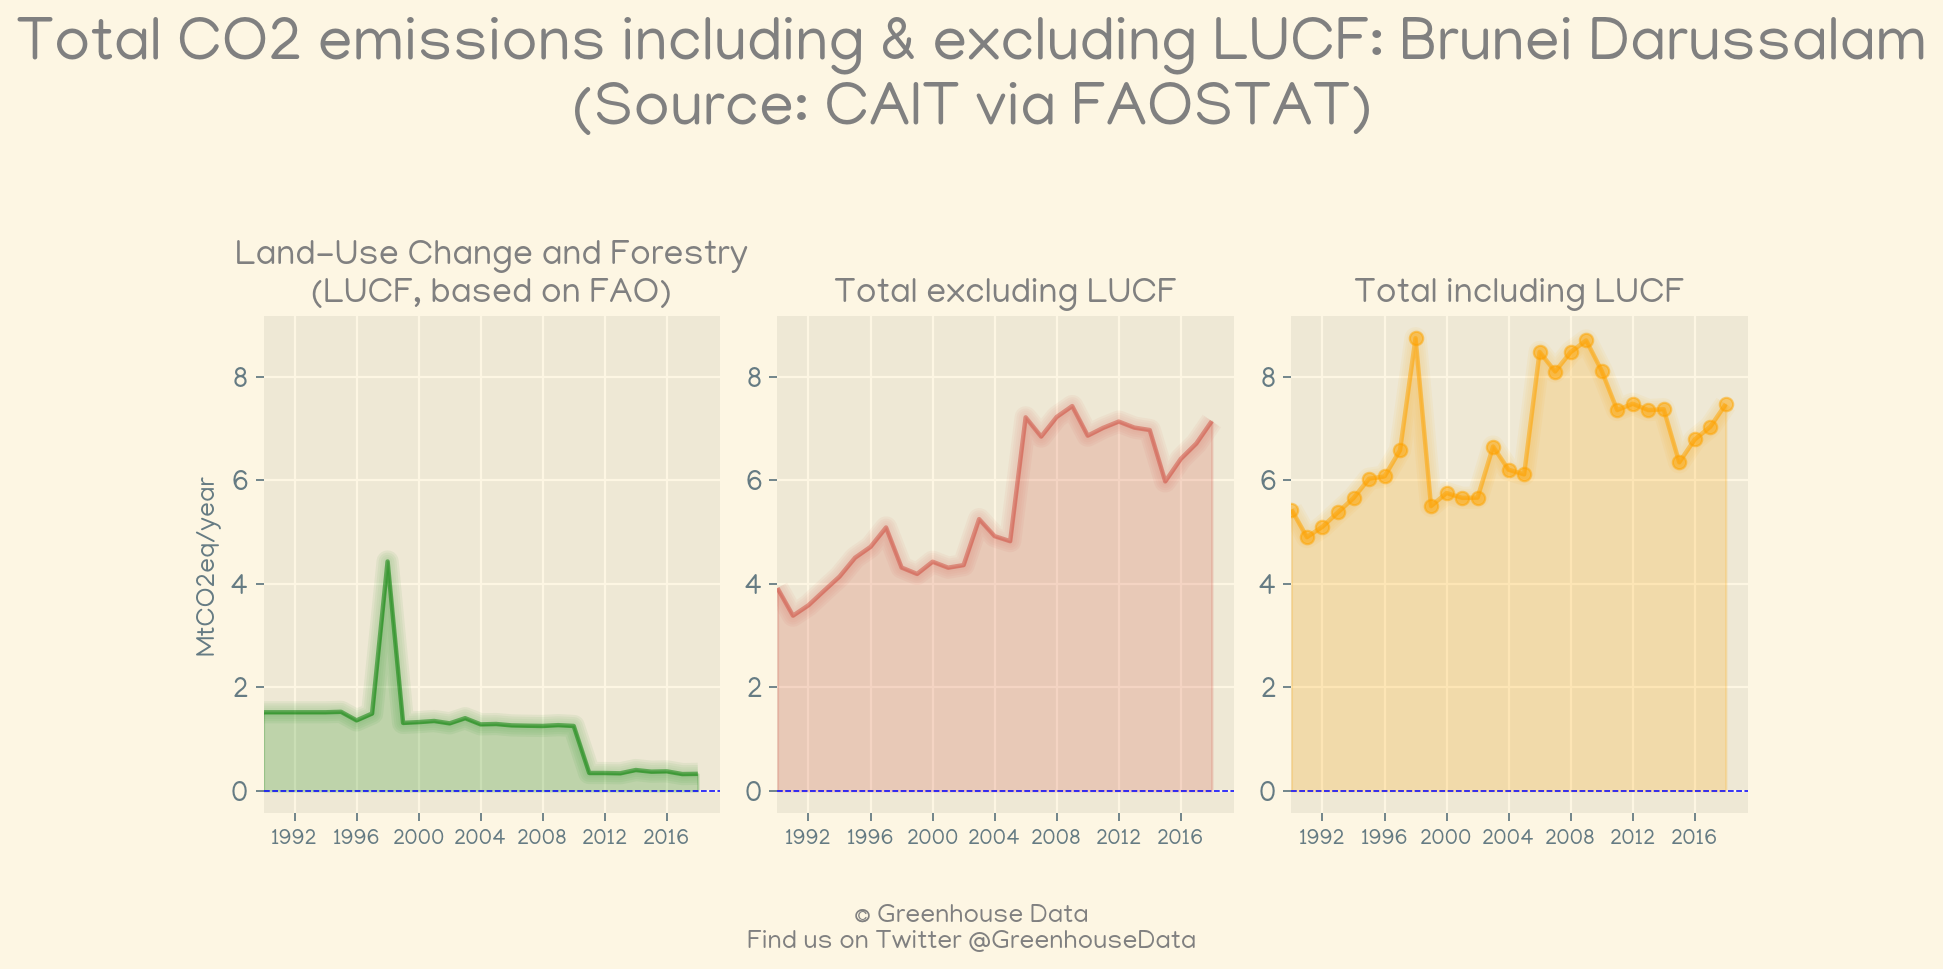 Total CO2 emissions including & excluding LUCF: Brunei Darussalam
(Source: CAIT via FAOSTAT)
Land-Use Change and Forestry
(LUCF, based on FAO)
Total excluding LUCF
Total including LUCF
MtCO2eq/year
8
6
4
2
0
1992 1996 2000 2004 2008 2012 2016
8
6
4
2
0
1992 1996 2000 2004 2008 2012 2016
8
6
4
2
0
1992 1996 2000 2004 2008 2012 2016
© Greenhouse Data
Find us on Twitter @GreenhouseData